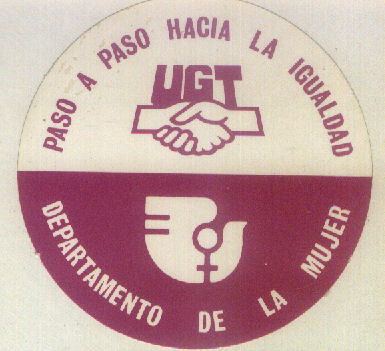 PASO A PASO HACIA LA IGUALDAD
UGT
DEPARTAMENTO DE LA MUJER